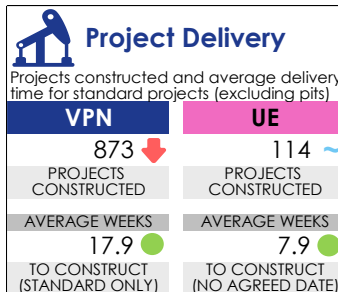 Project Delivery
Projects constructed and average delivery
time for standard projects (excluding pits)
VPN UE
873 114 ~
PROJECTS PROJECTS
CONSTRUCTED CONSTRUCTED
AVERAGE WEEKS AVERAGE WEEKS
17.9 7.9
TO CONSTRUCT TO CONSTRUCT
(STANDARD ONLY) (NO AGREED DATE)